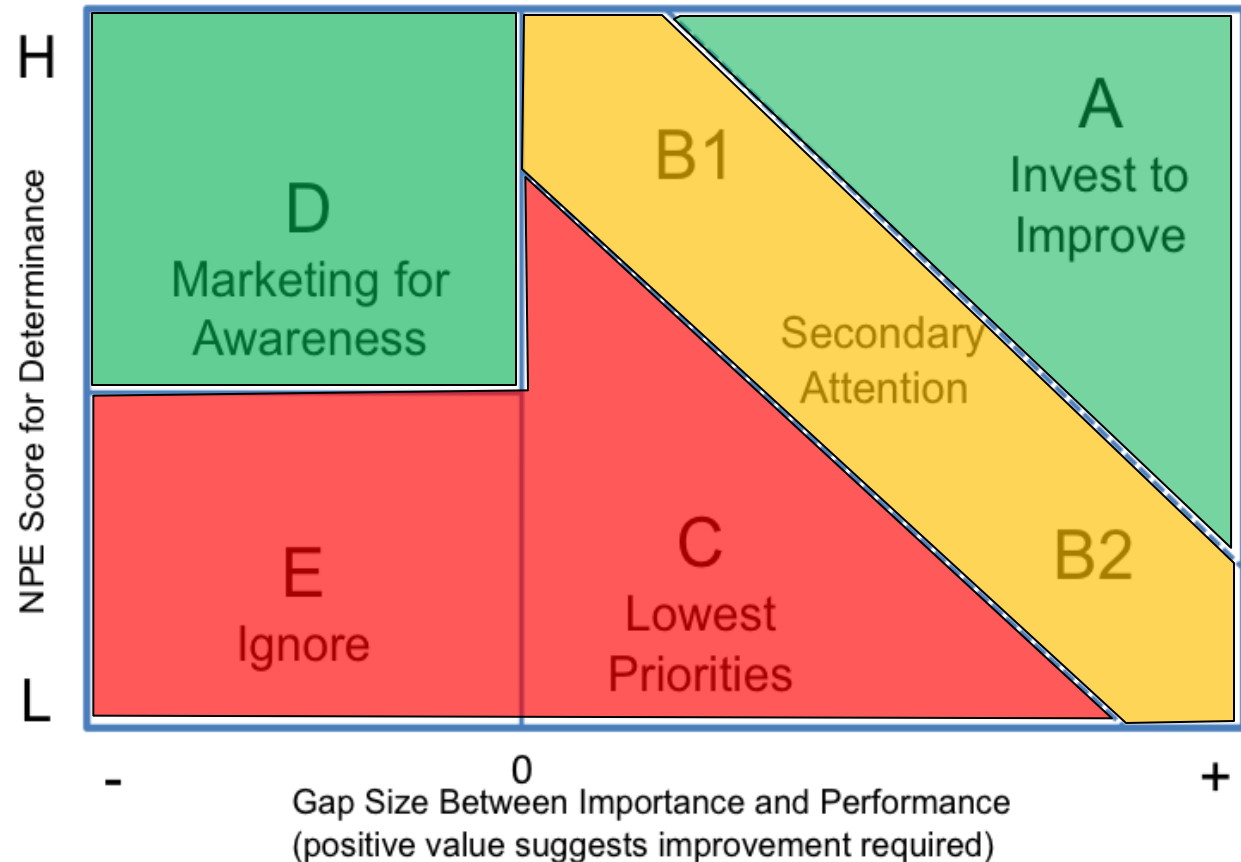 H
B1
A
Invest to
Improve
D
Marketing for
Awareness
Secondary
Attention
NPE Score for Determinance
E
Ignore
C
Lowest
Priorities
B2
L
-
0
+
Gap Size Between Importance and Performance
(positive value suggests improvement required)